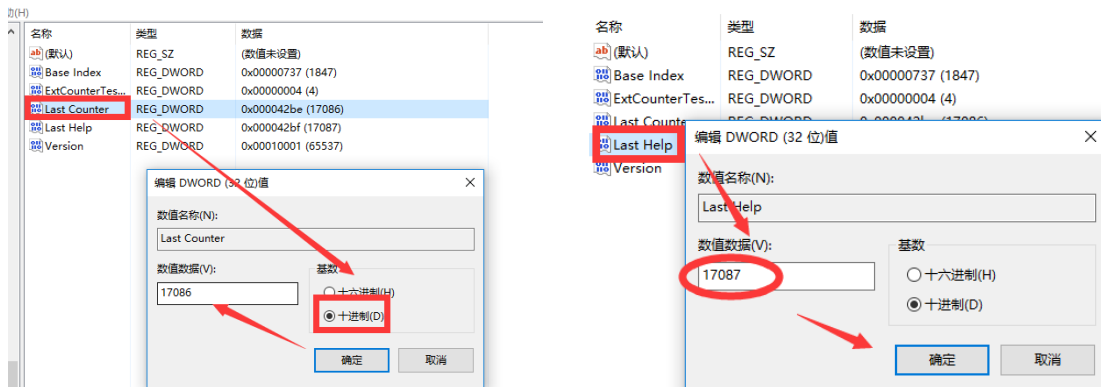 动(H)
名称 类型 数据
(默认) REG_SZ (数值未设置)
Base Index REG_DWORD 0x00000737 (1847)
ExtCounterTes... REG_DWORD 0x00000004 (4)
Last Counter REG_DWORD 0x000042be (17086)
Last Help REG_DWORD 0x000042bf (17087)
Version REG_DWORD 0x00010001 (65537)
编辑 DWORD (32 位)值
数值名称(N):
Last Counter
数值数据(V):
基数
17086
十六进制(H)
十进制(D)
确定 取消
名称 类型 数据
(默认) REG_SZ (数值未设置)
Base Index REG_DWORD 0x00000737 (1847)
ExtCounterTes... REG_DWORD 0x00000004 (4)
Last Counter
Last Help
Version
编辑 DWORD (32 位)值
数值名称(N):
Last Help
数值数据(V):
基数
17087
十六进制(H)
十进制(D)
确定 取消